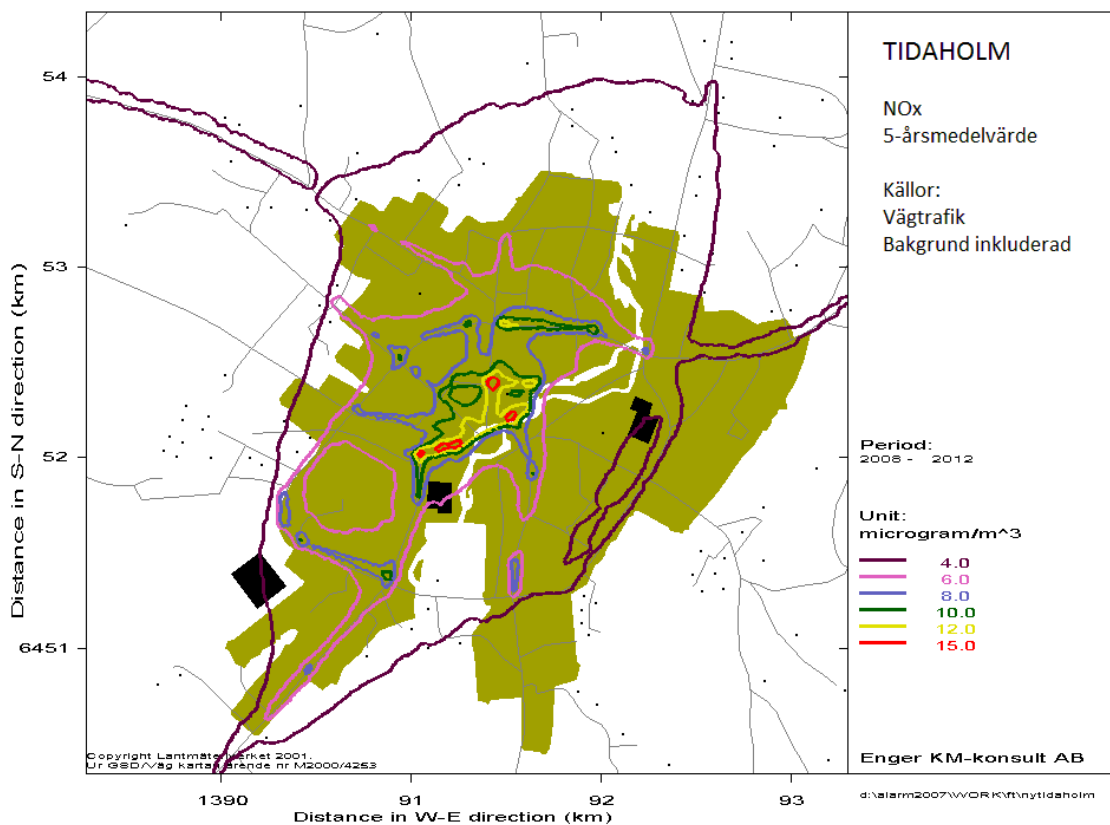 TIDAHOLM
NOx
5-årsmedelvärde
Källor:
Vägtrafik
Bakgrund inkluderad
Period:
2008 - 2012
Unit:
microgram/m^3
4.0
6.0
8.0
10.0
12.0
15.0
Enger KM-konsult AB
d:\alarm2007\WORK\ft\nytidaholm
Distance in S-N direction (km)
54
53
52
6451
Copyright Lantmäteriverket 2001.
Ur GSD/Väg kartan ärende nr M2000/4253
1390
91
92
93
Distance in W-E direction (km)